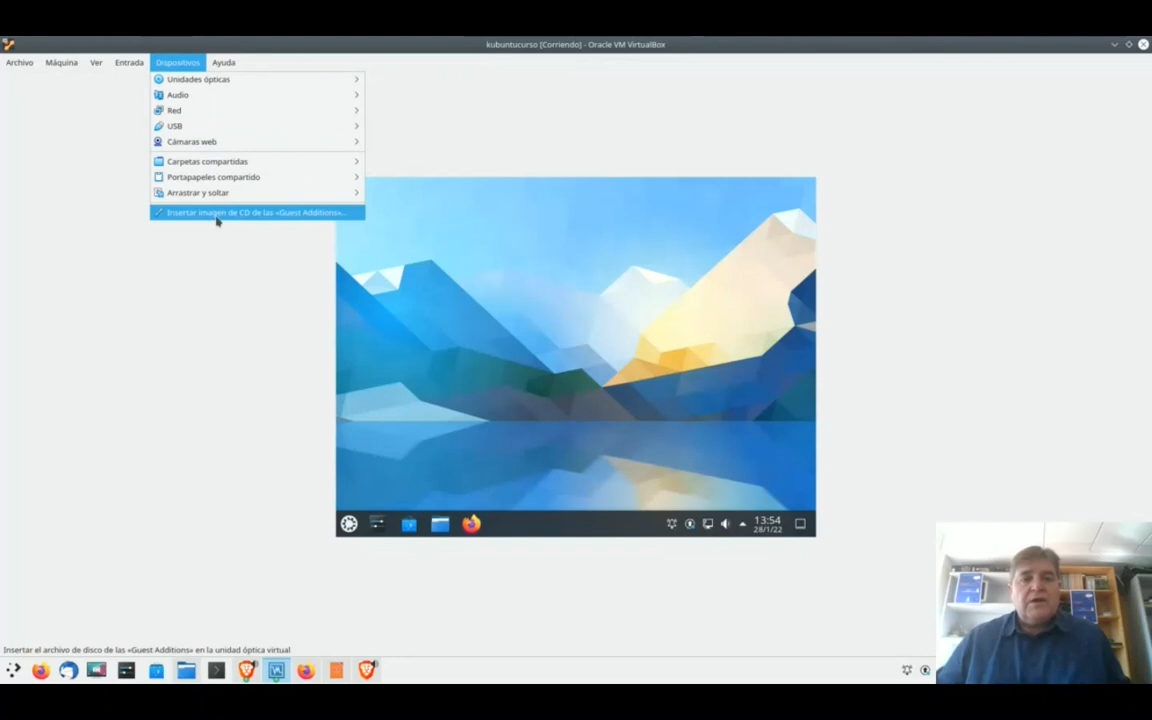 kubuntucurso [Corriendo] - Oracle VM VirtualBox
Archivo Máquina Ver Entrada Dispositivos Ayuda
Unidades ópticas
Audio
Red
USB
Cámaras web
Carpetas compartidas
Portapapeles compartido
Arrastrar y soltar
Insertar imagen de CD de las «Guest Additions»...
13:54
28/1/22
Insertar el archivo de disco de las «Guest Additions» en la unidad óptica virtual